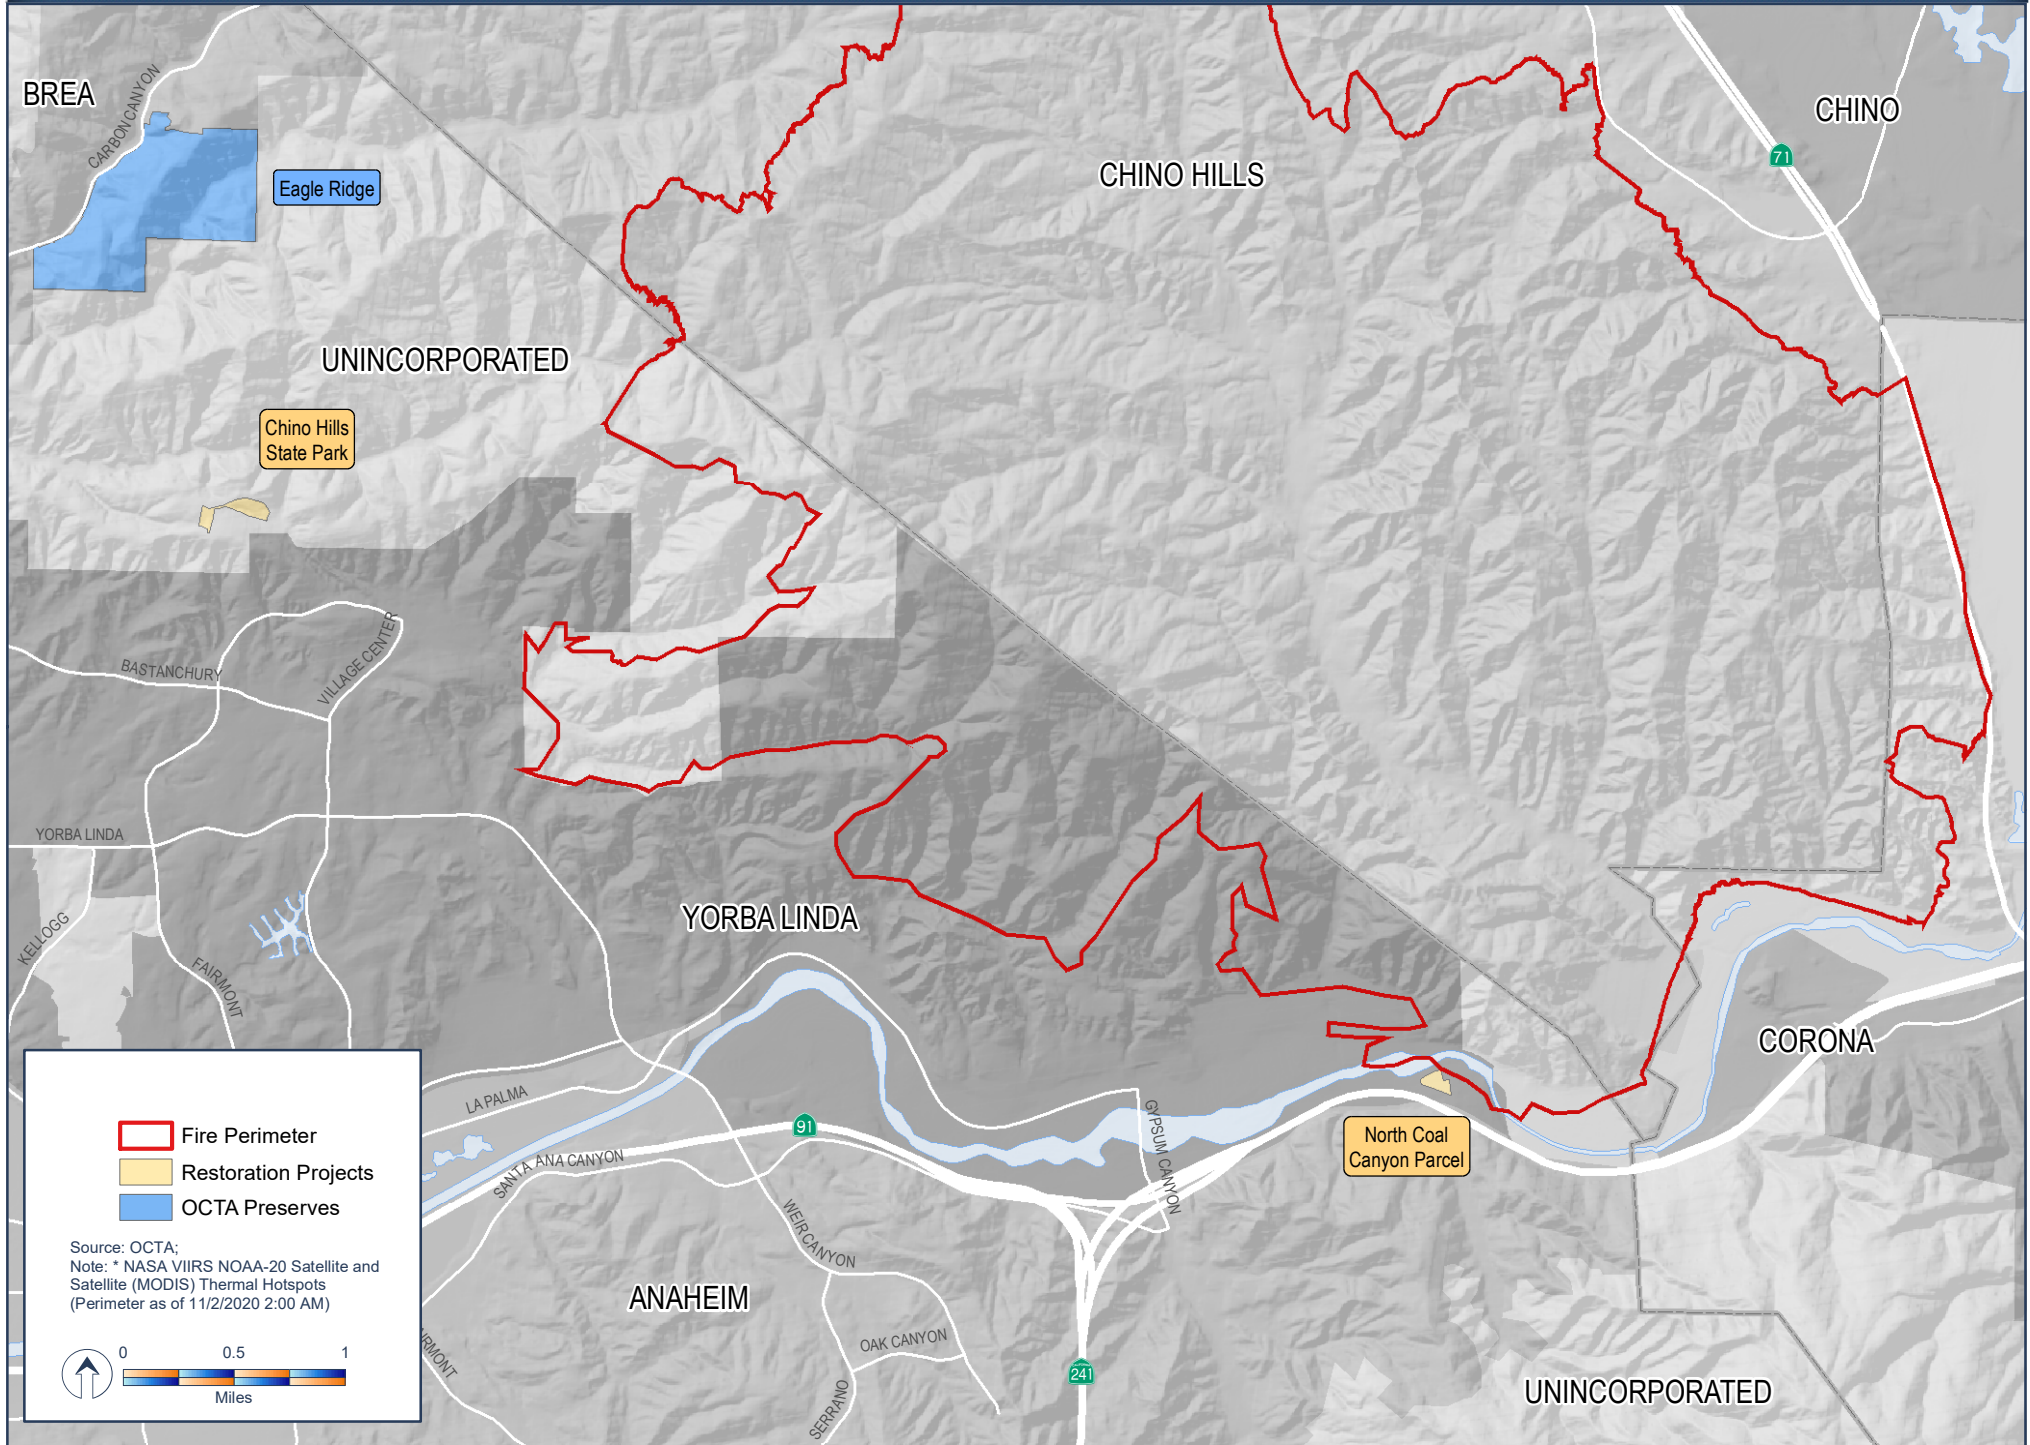 BREA
CARBON CANYON
Eagle Ridge
CHINO HILLS
CHINO
71
UNINCORPORATED
Chino Hills
State Park
BASTANCHURY
VILLAGE CENTER
YORBA LINDA
KELLOGG
FAIRMONT
YORBA LINDA
CORONA
LA PALMA
91
SANTA ANA CANYON
GYPSUM CANYON
North Coal
Canyon Parcel
WEIR CANYON
ANAHEIM
OAK CANYON
SERRANO
241
UNINCORPORATED
IRMONT
Fire Perimeter
Restoration Projects
OCTA Preserves
Source: OCTA;
Note: * NASA VIIRS NOAA-20 Satellite and
Satellite (MODIS) Thermal Hotspots
(Perimeter as of 11/2/2020 2:00 AM)
0 0.5 1
Miles